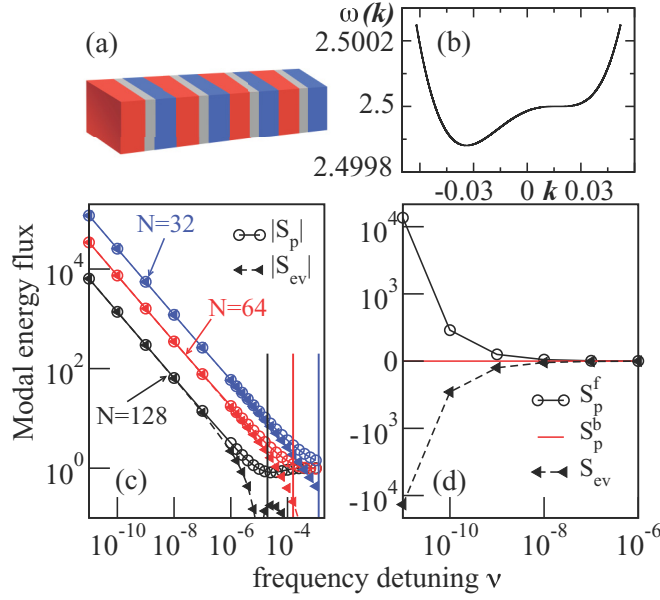 (a)
ω(k)
(b)
2.5002
2.5
2.4998
-0.03 0 k 0.03
Modal energy flux
10^4
10^2
10^0
N=32
N=64
N=128
|S_p|
|S_ev|
(c)
10^-10 10^-8 10^-6 10^-4
10^4
10^3
0
-10^3
-10^4
S_p^f
S_p^b
S_ev
(d)
10^-10 10^-8 10^-6
frequency detuning ν